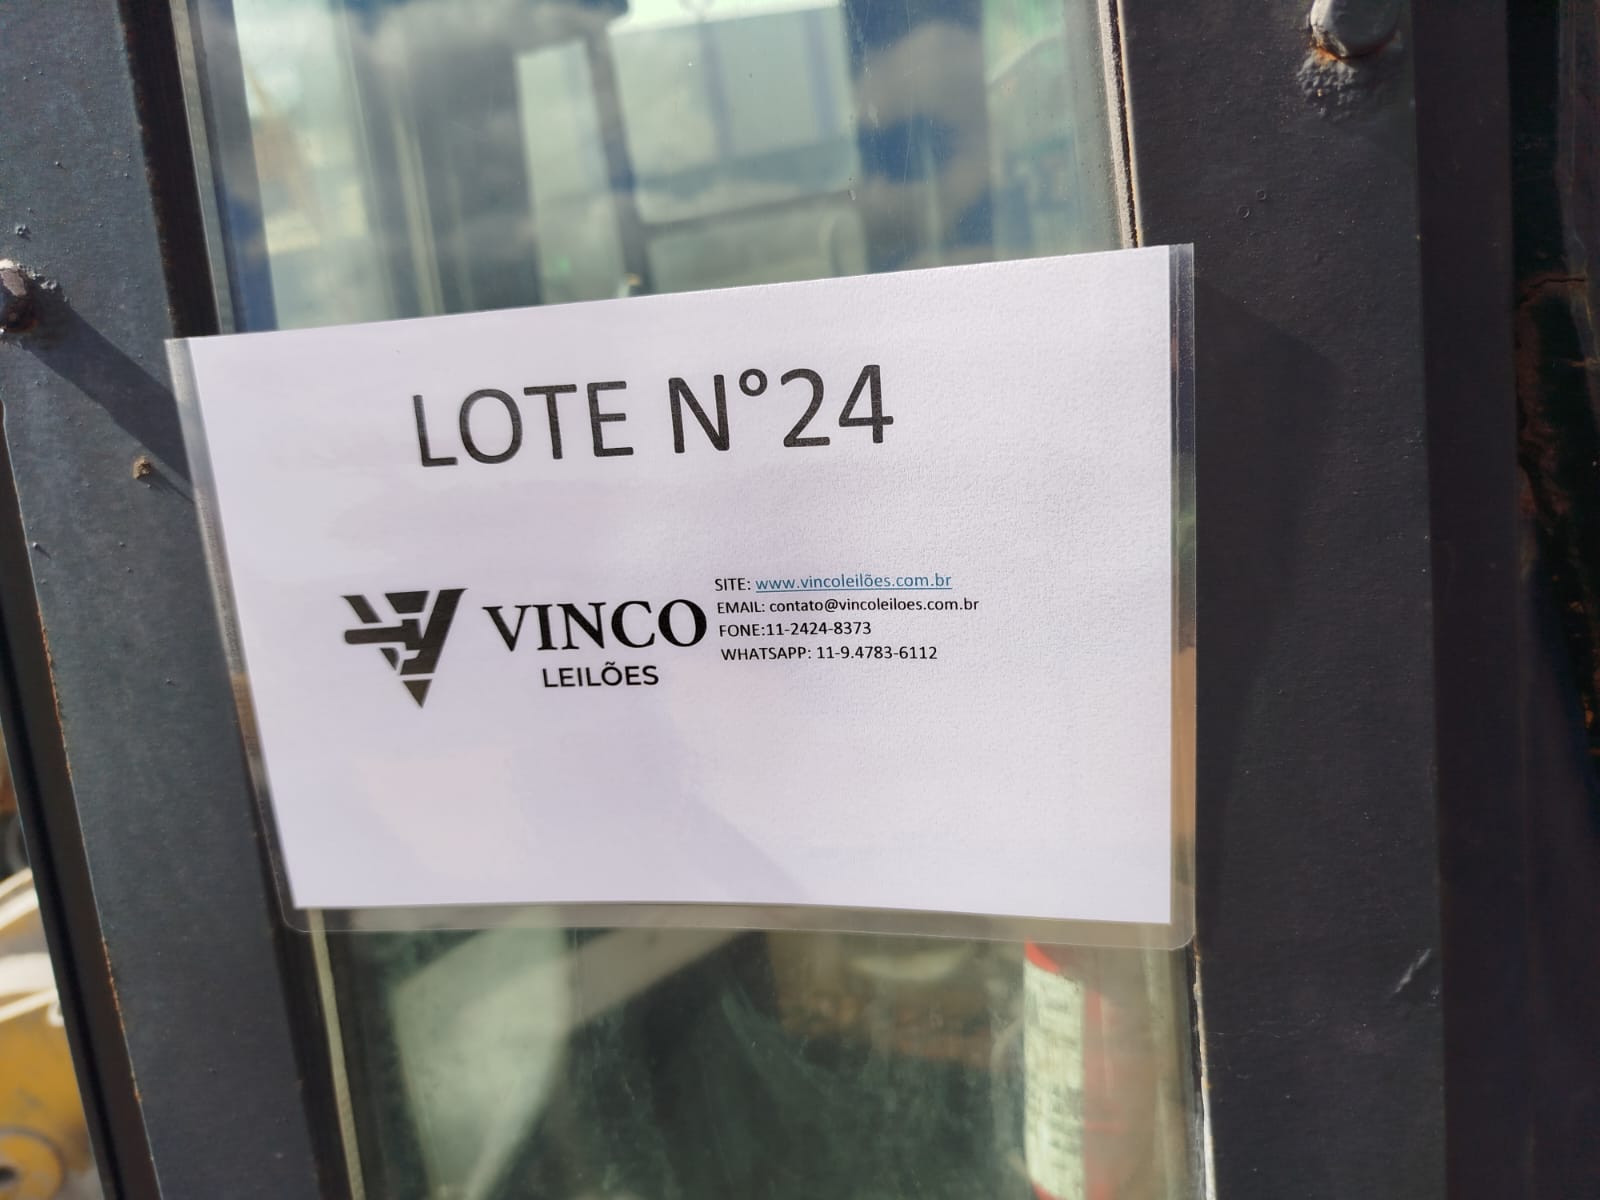 LOTE N°24
VINCO
LEILÕES
SITE: www.vincoleilões.com.br
EMAIL: contato@vincoleiloes.com.br
FONE:11-2424-8373
WHATSAPP: 11-9.4783-6112